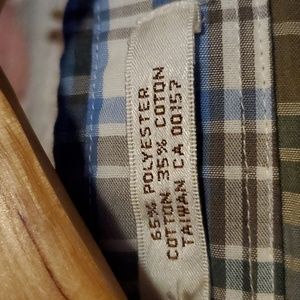 65% POLYESTER
COTTON 35% COTON
TAIWAN CA 00157